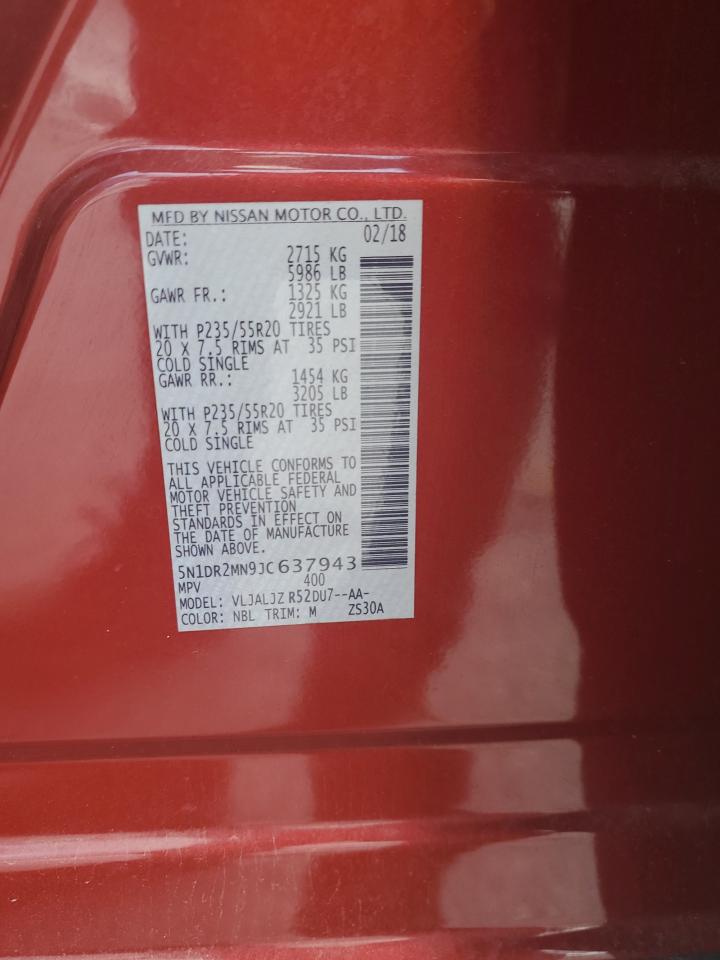 MFD BY NISSAN MOTOR CO., LTD.
DATE: 02/18
GVWR: 2715 KG
5986 LB
GAWR FR.: 1325 KG
2921 LB
WITH P235/55R20 TIRES
20 X 7.5 RIMS AT 35 PSI
COLD SINGLE
GAWR RR.: 1454 KG
3205 LB
WITH P235/55R20 TIRES
20 X 7.5 RIMS AT 35 PSI
COLD SINGLE
THIS VEHICLE CONFORMS TO
ALL APPLICABLE FEDERAL
MOTOR VEHICLE SAFETY AND
THEFT PREVENTION
STANDARDS IN EFFECT ON
THE DATE OF MANUFACTURE
SHOWN ABOVE.
5N1DR2MN9JC637943
MPV 400
MODEL: VLJALJZ R52DU7--AA-
COLOR: NBL TRIM: M ZS30A